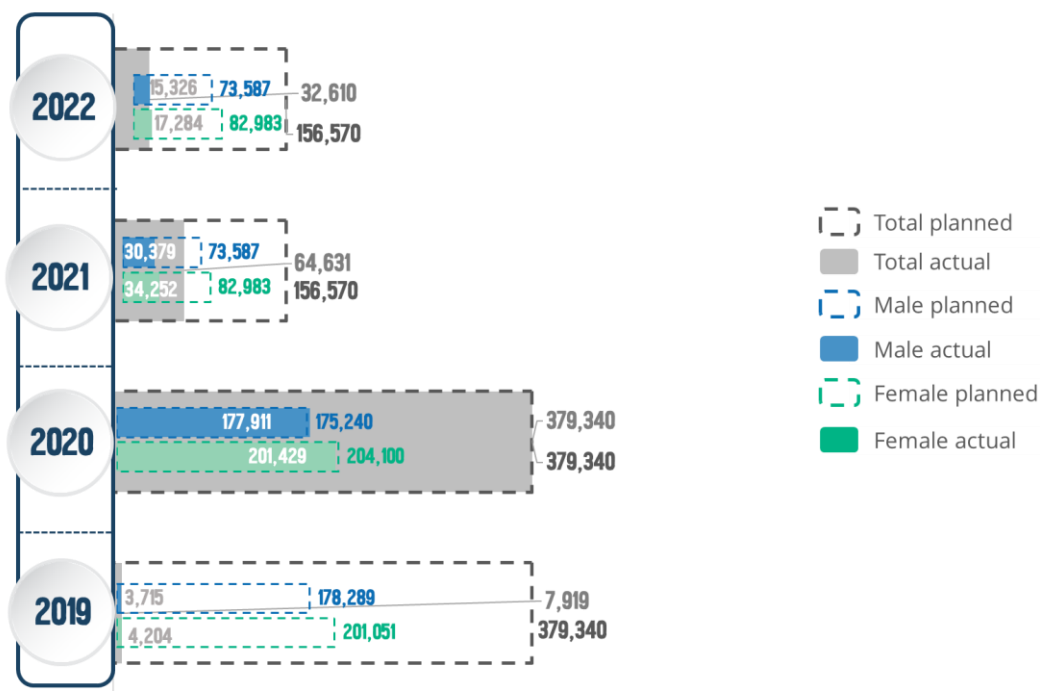 2022
15,326 73,587 32,610
17,284 82,983 156,570
2021
30,379 73,587 64,631
34,252 82,983 156,570
2020
177,911 175,240 379,340
201,429 204,100 379,340
2019
3,715 178,289 7,919
4,204 201,051 379,340
Total planned
Total actual
Male planned
Male actual
Female planned
Female actual